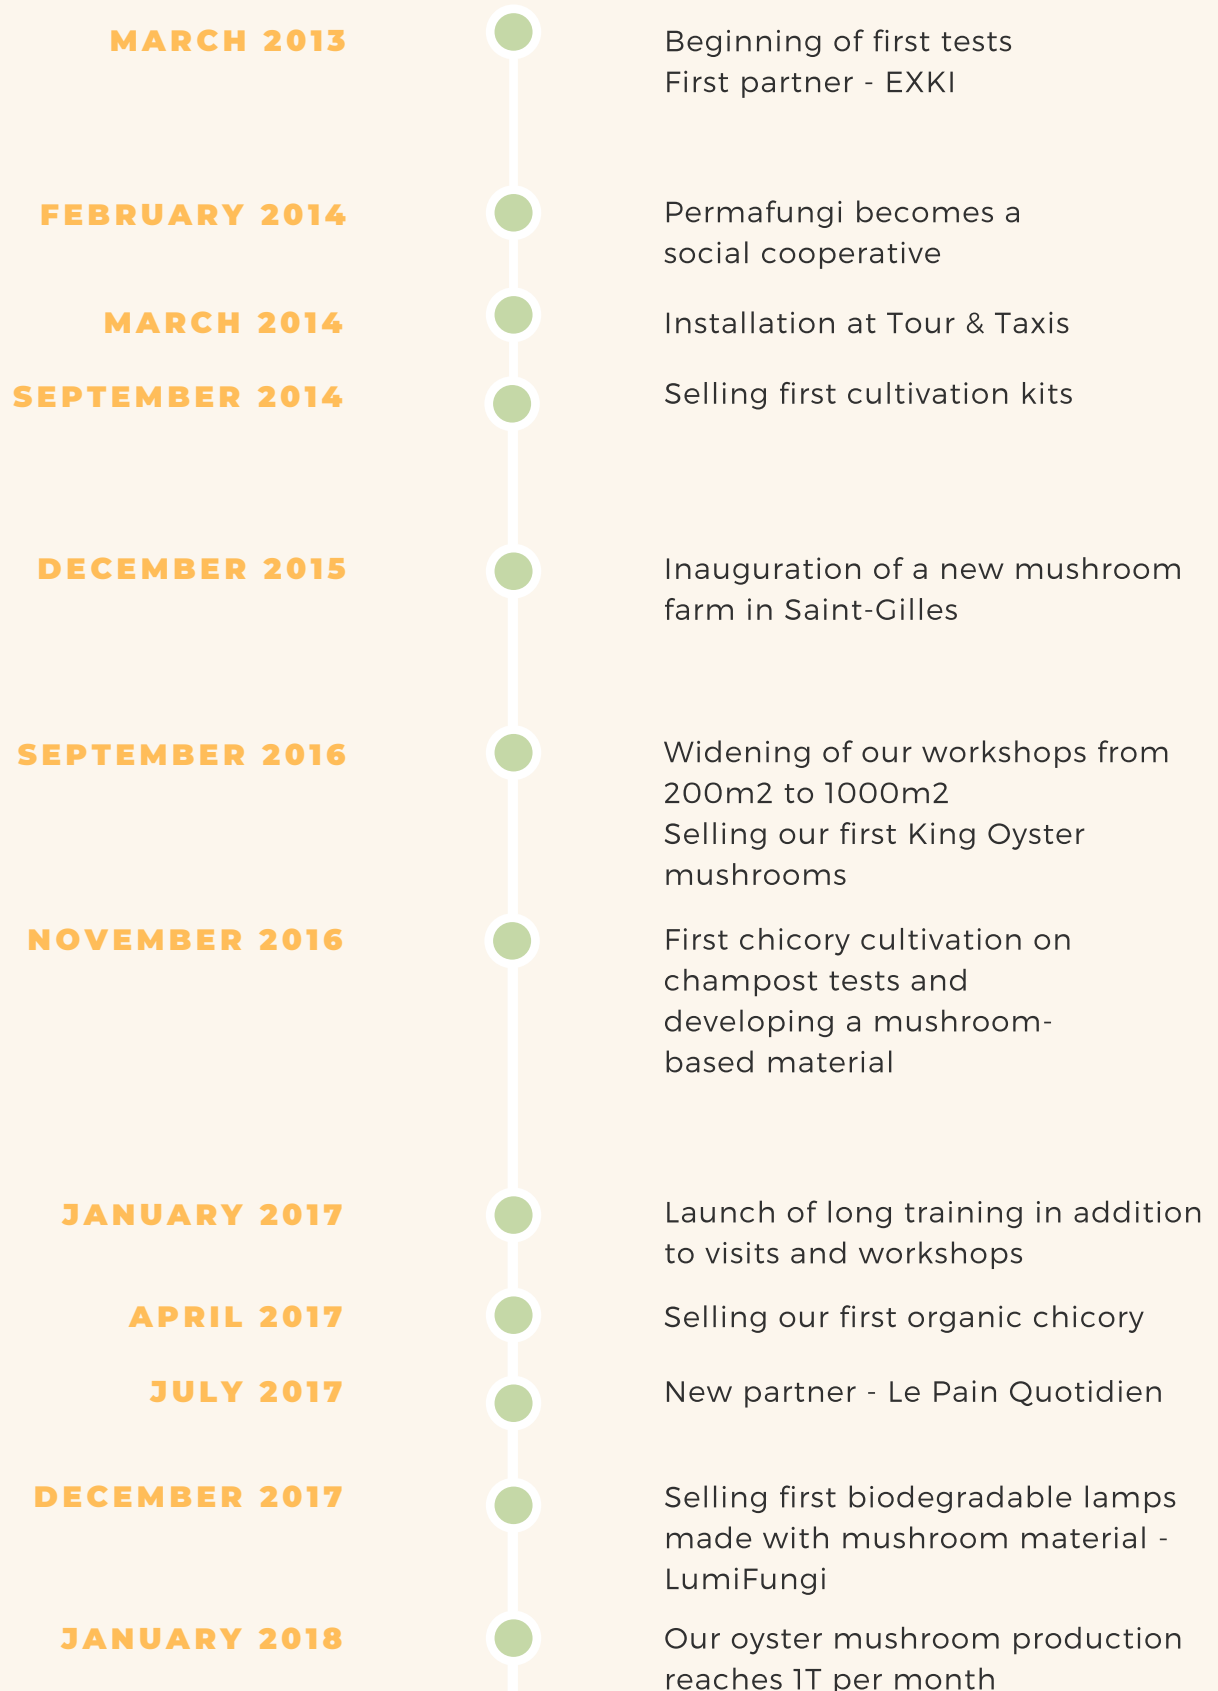 MARCH 2013
Beginning of first tests
First partner - EXKI
FEBRUARY 2014
Permafungi becomes a
social cooperative
MARCH 2014
Installation at Tour & Taxis
SEPTEMBER 2014
Selling first cultivation kits
DECEMBER 2015
Inauguration of a new mushroom
farm in Saint-Gilles
SEPTEMBER 2016
Widening of our workshops from
200m2 to 1000m2
Selling our first King Oyster
mushrooms
NOVEMBER 2016
First chicory cultivation on
champost tests and
developing a mushroom-
based material
JANUARY 2017
Launch of long training in addition
to visits and workshops
APRIL 2017
Selling our first organic chicory
JULY 2017
New partner - Le Pain Quotidien
DECEMBER 2017
Selling first biodegradable lamps
made with mushroom material -
LumiFungi
JANUARY 2018
Our oyster mushroom production
reaches 1T per month